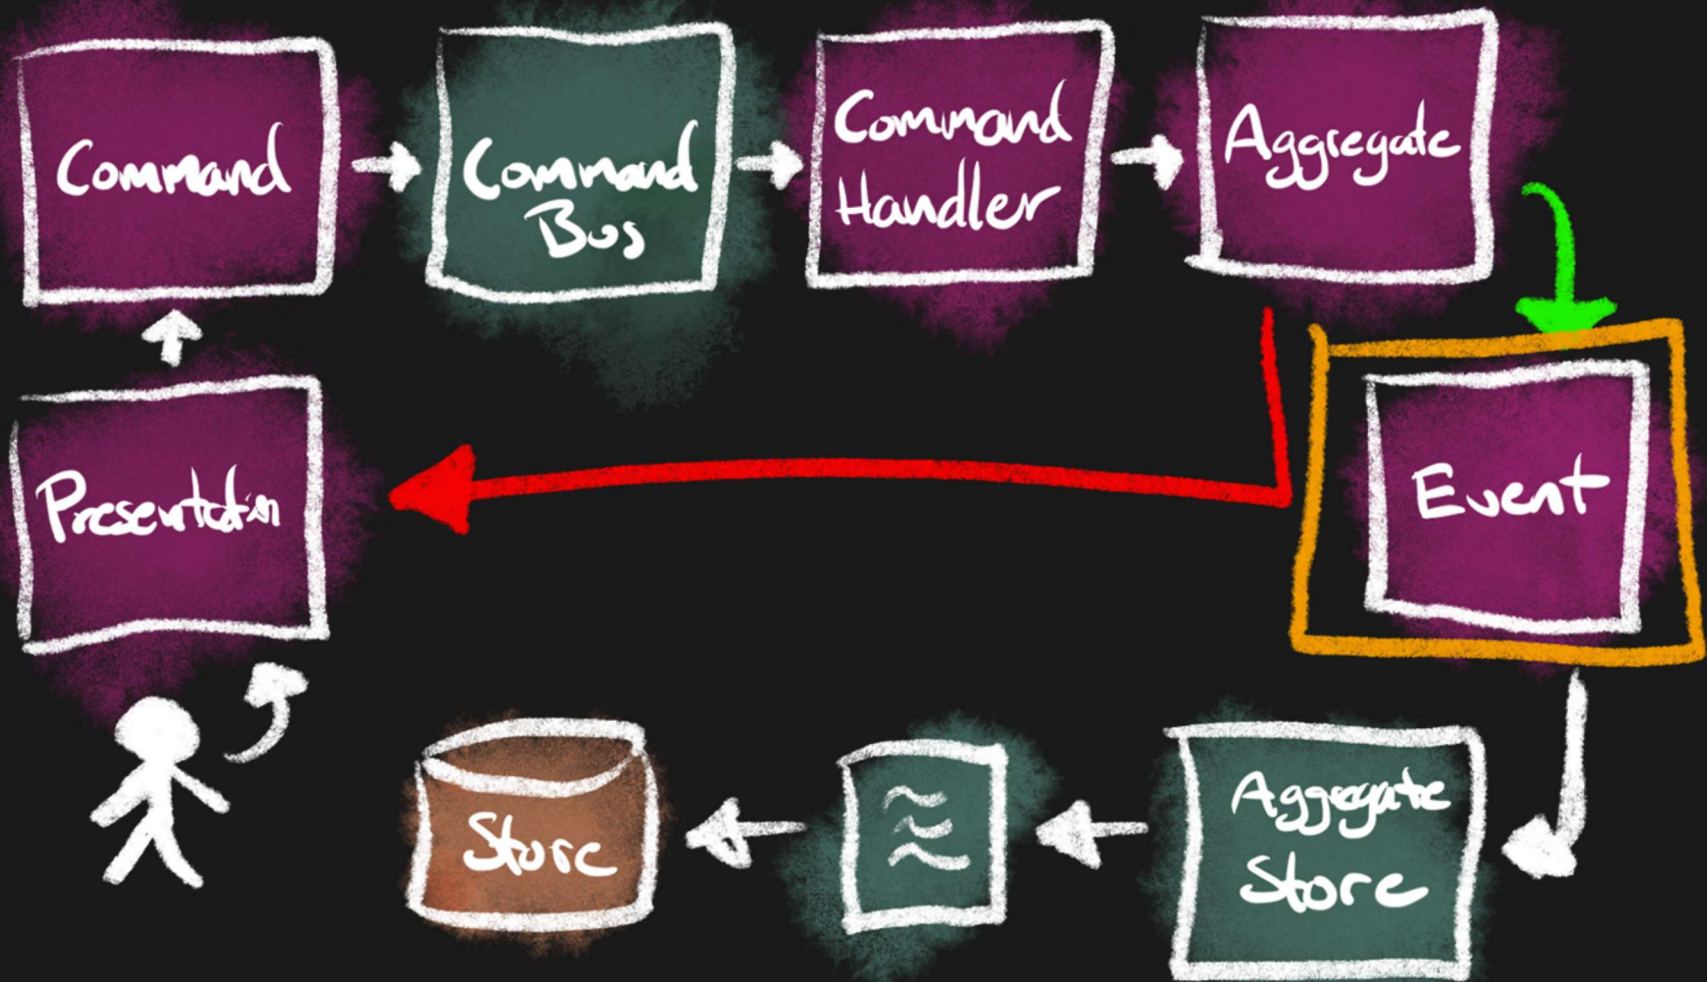 Command
Command
Bus
Command
Handler
Aggregate
Presentation
Event
Store
Aggregate
Store